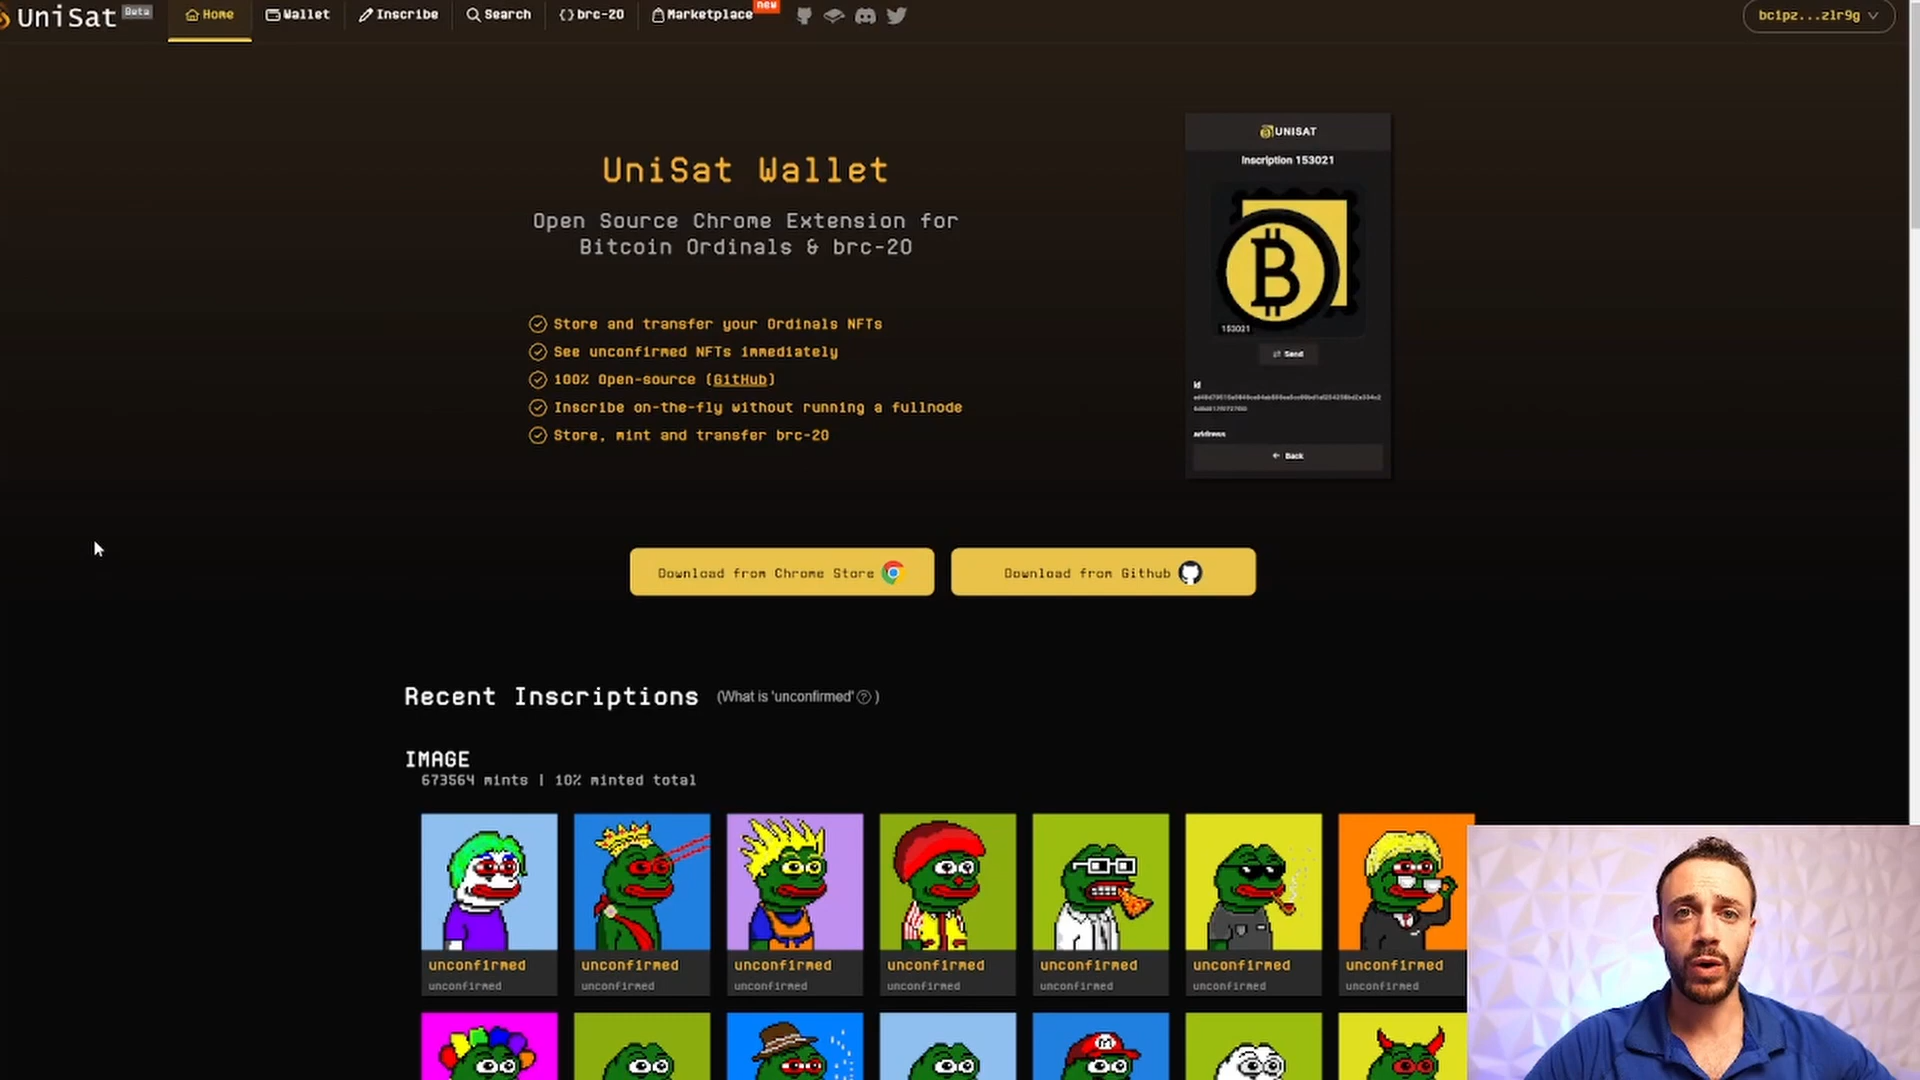 UniSat Beta
Home
Wallet
Inscribe
Search
brc-20
Marketplace new
bc1pz...zlr9g
UniSat Wallet
Open Source Chrome Extension for
Bitcoin Ordinals & brc-20
Store and transfer your Ordinals NFTs
See unconfirmed NFTs immediately
100% Open-source (GitHub)
Inscribe on-the-fly without running a fullnode
Store, mint and transfer brc-20
UNISAT
Inscription 153021
153021
Send
id
address
Back
Download from Chrome Store
Download from Github
Recent Inscriptions (What is 'unconfirmed' ? )
IMAGE
673564 mints | 10% minted total
unconfirmed unconfirmed unconfirmed unconfirmed unconfirmed unconfirmed unconfirmed
unconfirmed unconfirmed unconfirmed unconfirmed unconfirmed unconfirmed unconfirmed
M